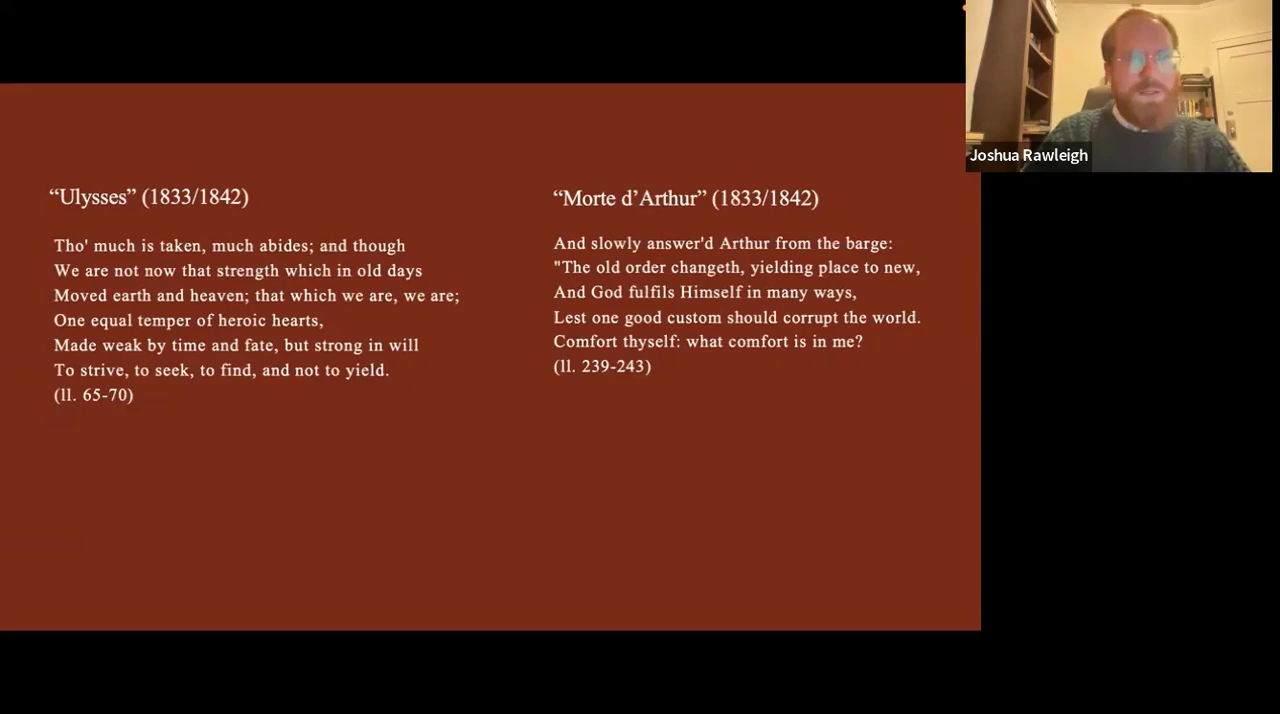 “Ulysses” (1833/1842)
Tho' much is taken, much abides; and though
We are not now that strength which in old days
Moved earth and heaven; that which we are, we are;
One equal temper of heroic hearts,
Made weak by time and fate, but strong in will
To strive, to seek, to find, and not to yield.
(ll. 65-70)
“Morte d’Arthur” (1833/1842)
And slowly answer'd Arthur from the barge:
"The old order changeth, yielding place to new,
And God fulfils Himself in many ways,
Lest one good custom should corrupt the world.
Comfort thyself: what comfort is in me?
(ll. 239-243)
Joshua Rawleigh